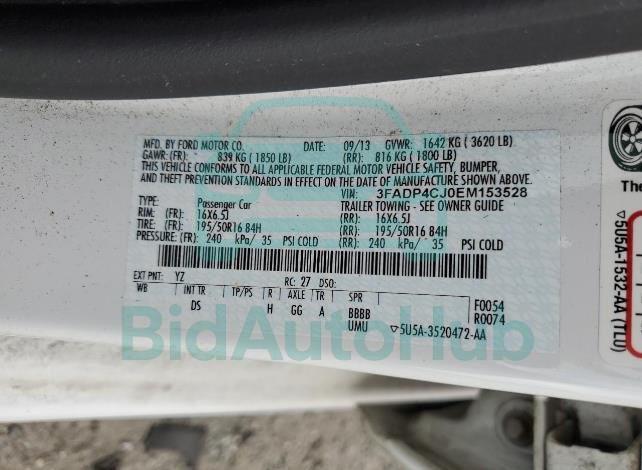 MFD. BY FORD MOTOR CO. DATE: 09/13 GVWR: 1642 KG ( 3620 LB)
GAWR: (FR): 839 KG ( 1850 LB) (RR): 816 KG ( 1800 LB)
THIS VEHICLE CONFORMS TO ALL APPLICABLE FEDERAL MOTOR VEHICLE SAFETY, BUMPER,
AND THEFT PREVENTION STANDARDS IN EFFECT ON THE DATE OF MANUFACTURE SHOWN ABOVE.
VIN: 3FADP4CJ0EM153528
TYPE: Passenger Car TRAILER TOWING - SEE OWNER GUIDE
RIM: (FR): 16X6.5J (RR): 16X6.5J
TIRE: (FR): 195/50R16 84H (RR): 195/50R16 84H
PRESSURE: (FR): 240 kPa/ 35 PSI COLD (RR): 240 kPa/ 35 PSI COLD
EXT PNT: YZ RC: 27 DSO:
WB INT TR TP/PS R AXLE TR SPR
DS H GG A BBBB F0054
UMU R0074
▽5U5A-3520472-AA
▽5U5A-1532-AA (TLU)
BidAutoHub